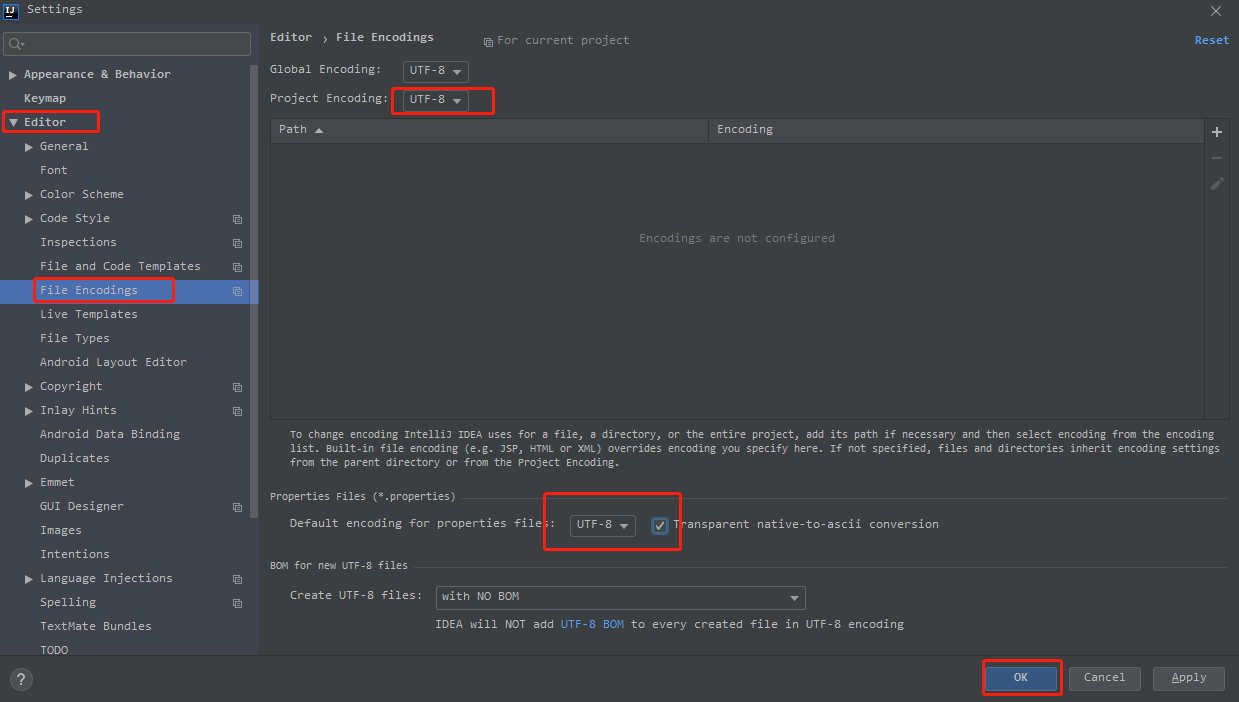 Settings
Appearance & Behavior
Keymap
Editor
General
Font
Color Scheme
Code Style
Inspections
File and Code Templates
File Encodings
Live Templates
File Types
Android Layout Editor
Copyright
Inlay Hints
Android Data Binding
Duplicates
Emmet
GUI Designer
Images
Intentions
Language Injections
Spelling
TextMate Bundles
TODO
Editor › File Encodings For current project
Reset
Global Encoding: UTF-8
Project Encoding: UTF-8
Path Encoding
Encodings are not configured
To change encoding IntelliJ IDEA uses for a file, a directory, or the entire project, add its path if necessary and then select encoding from the encoding
list. Built-in file encoding (e.g. JSP, HTML or XML) overrides encoding you specify here. If not specified, files and directories inherit encoding settings
from the parent directory or from the Project Encoding.
Properties Files (*.properties)
Default encoding for properties files: UTF-8 Transparent native-to-ascii conversion
BOM for new UTF-8 files
Create UTF-8 files: with NO BOM
IDEA will NOT add UTF-8 BOM to every created file in UTF-8 encoding
?
OK Cancel Apply